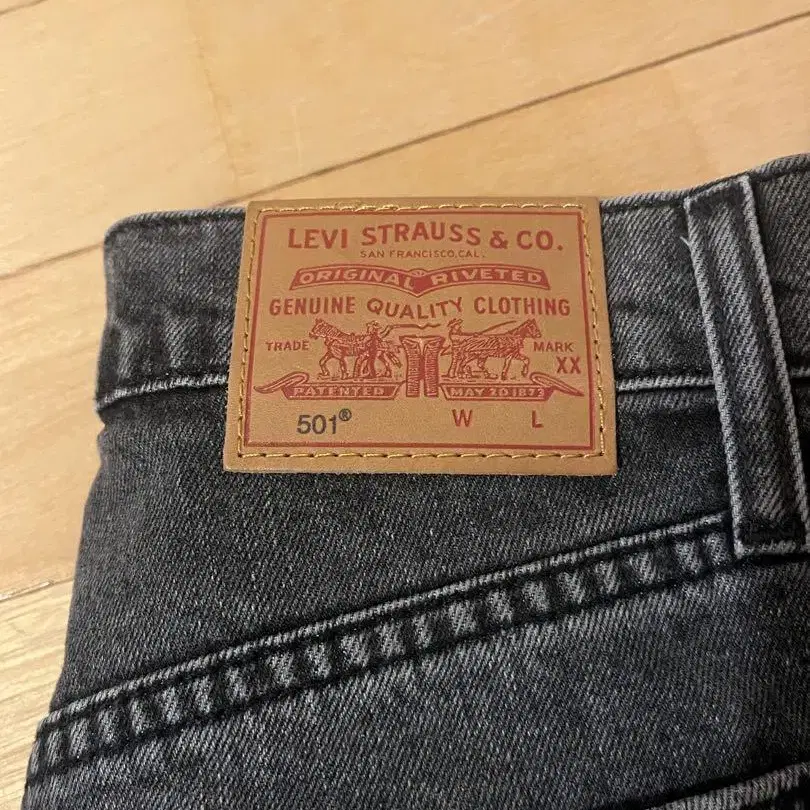 LEVI STRAUSS & CO.
SAN FRANCISCO, CAL.
ORIGINAL RIVETED
GENUINE QUALITY CLOTHING
TRADE MARK
XX
PATENTED MAY 20 1873
501® W L